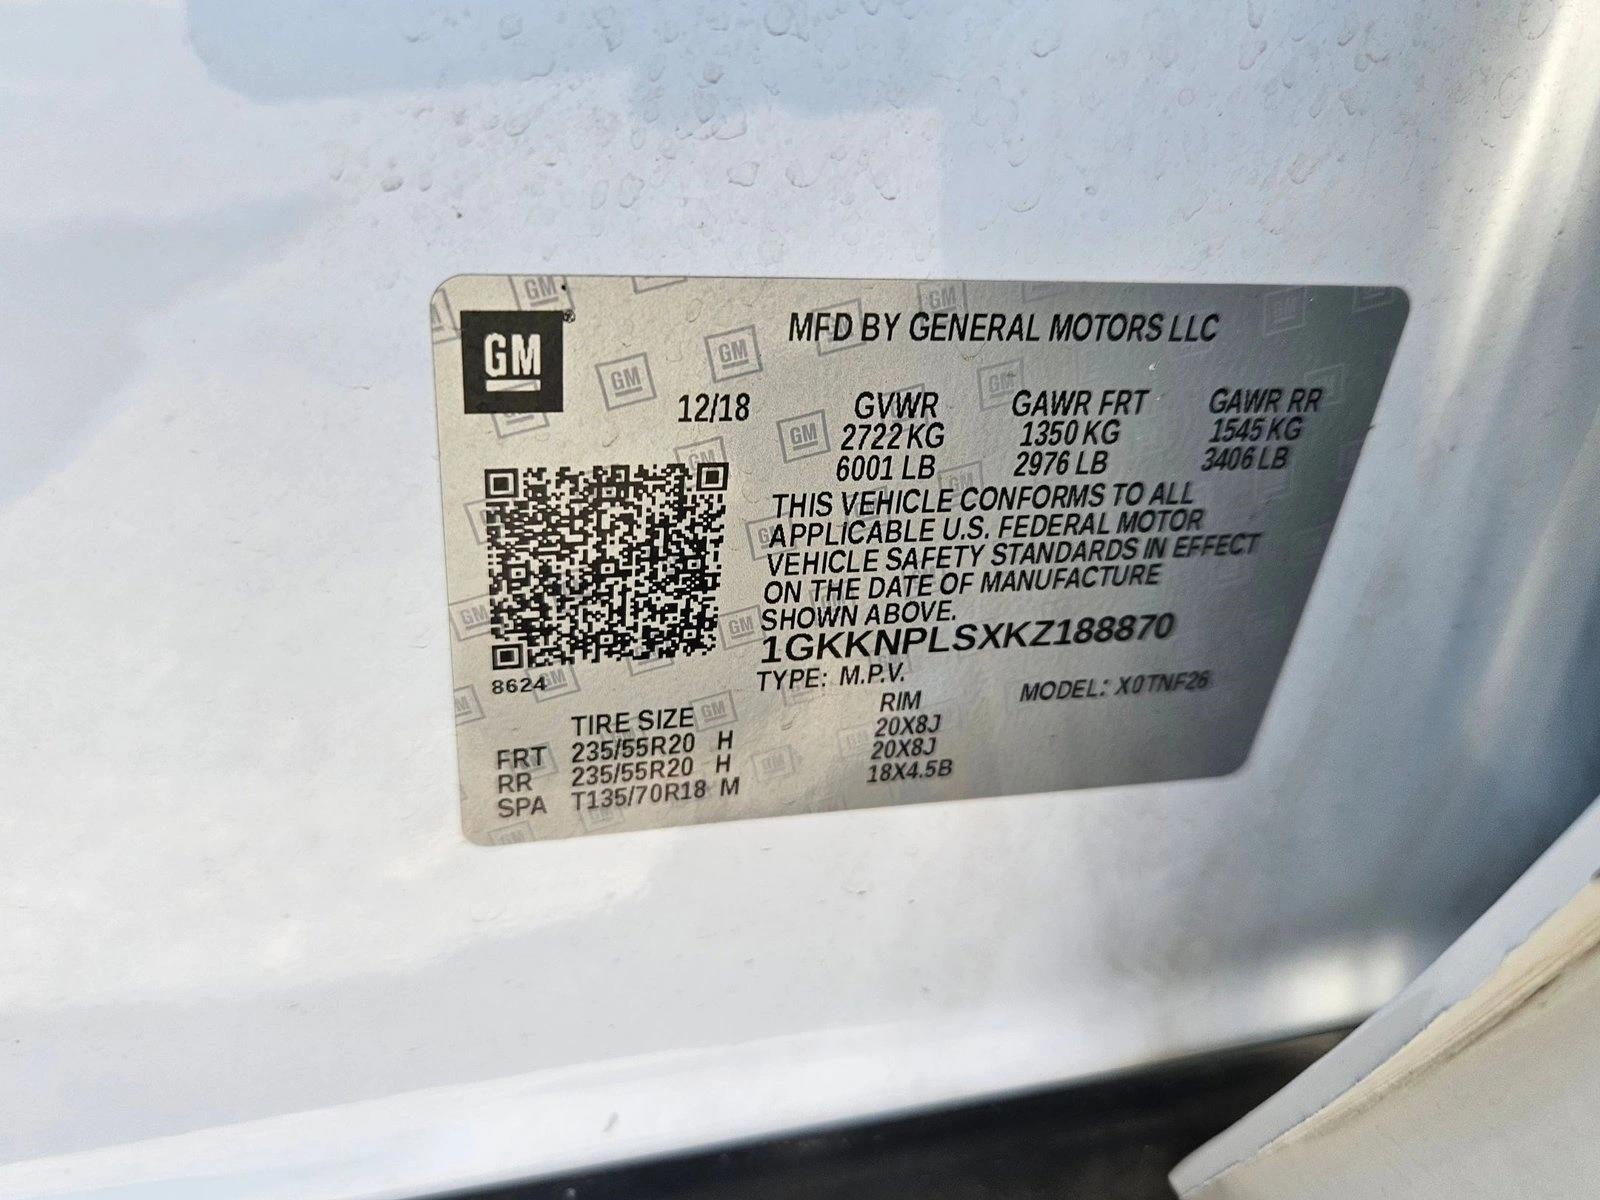 GM
MFD BY GENERAL MOTORS LLC
12/18
GVWR GAWR FRT GAWR RR
2722 KG 1350 KG 1545 KG
6001 LB 2976 LB 3406 LB
THIS VEHICLE CONFORMS TO ALL
APPLICABLE U.S. FEDERAL MOTOR
VEHICLE SAFETY STANDARDS IN EFFECT
ON THE DATE OF MANUFACTURE
SHOWN ABOVE.
1GKKNPLSXKZ188870
8624
TYPE: M.P.V. MODEL: X0TNF26
TIRE SIZE RIM
FRT 235/55R20 H 20X8J
RR 235/55R20 H 20X8J
SPA T135/70R18 M 18X4.5B